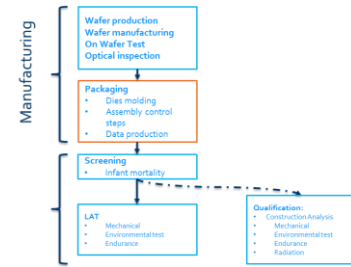 Manufacturing
Wafer production
Wafer manufacturing
On Wafer Test
Optical inspection
Packaging
• Dies molding
• Assembly control
steps
• Data production
Screening
• Infant mortality
LAT
• Mechanical
• Environmental test
• Endurance
Qualification:
• Construction Analysis
• Mechanical
• Environmental test
• Endurance
• Radiation